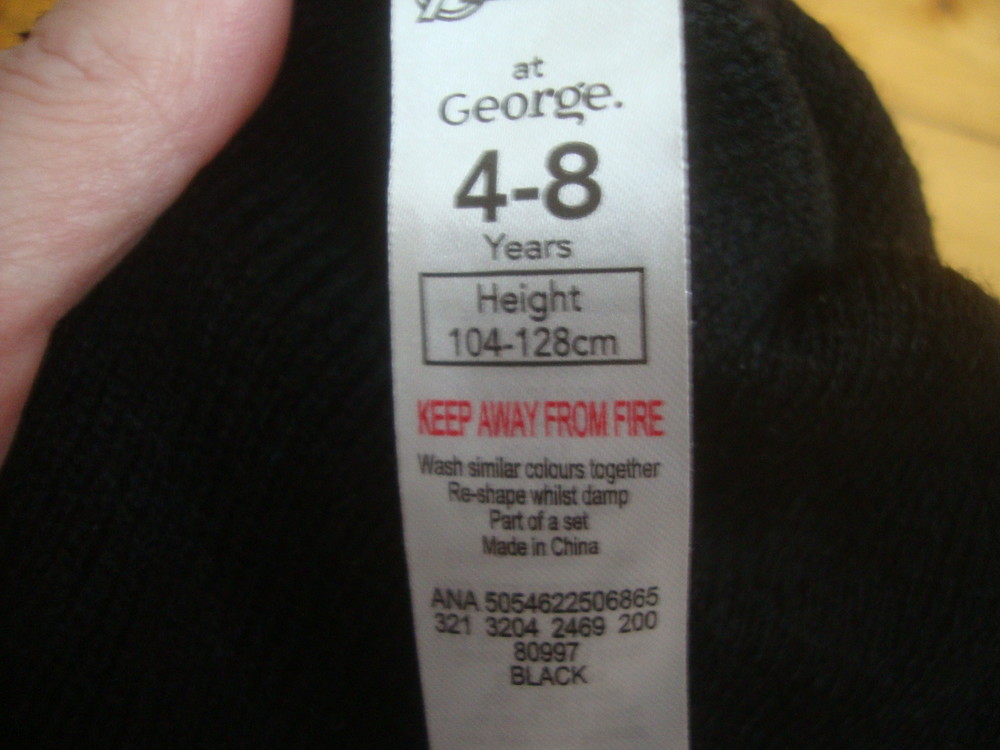 at
George.
4-8
Years
Height
104-128cm
KEEP AWAY FROM FIRE
Wash similar colours together
Re-shape whilst damp
Part of a set
Made in China
ANA 5054622506865
321 3204 2469 200
80997
BLACK